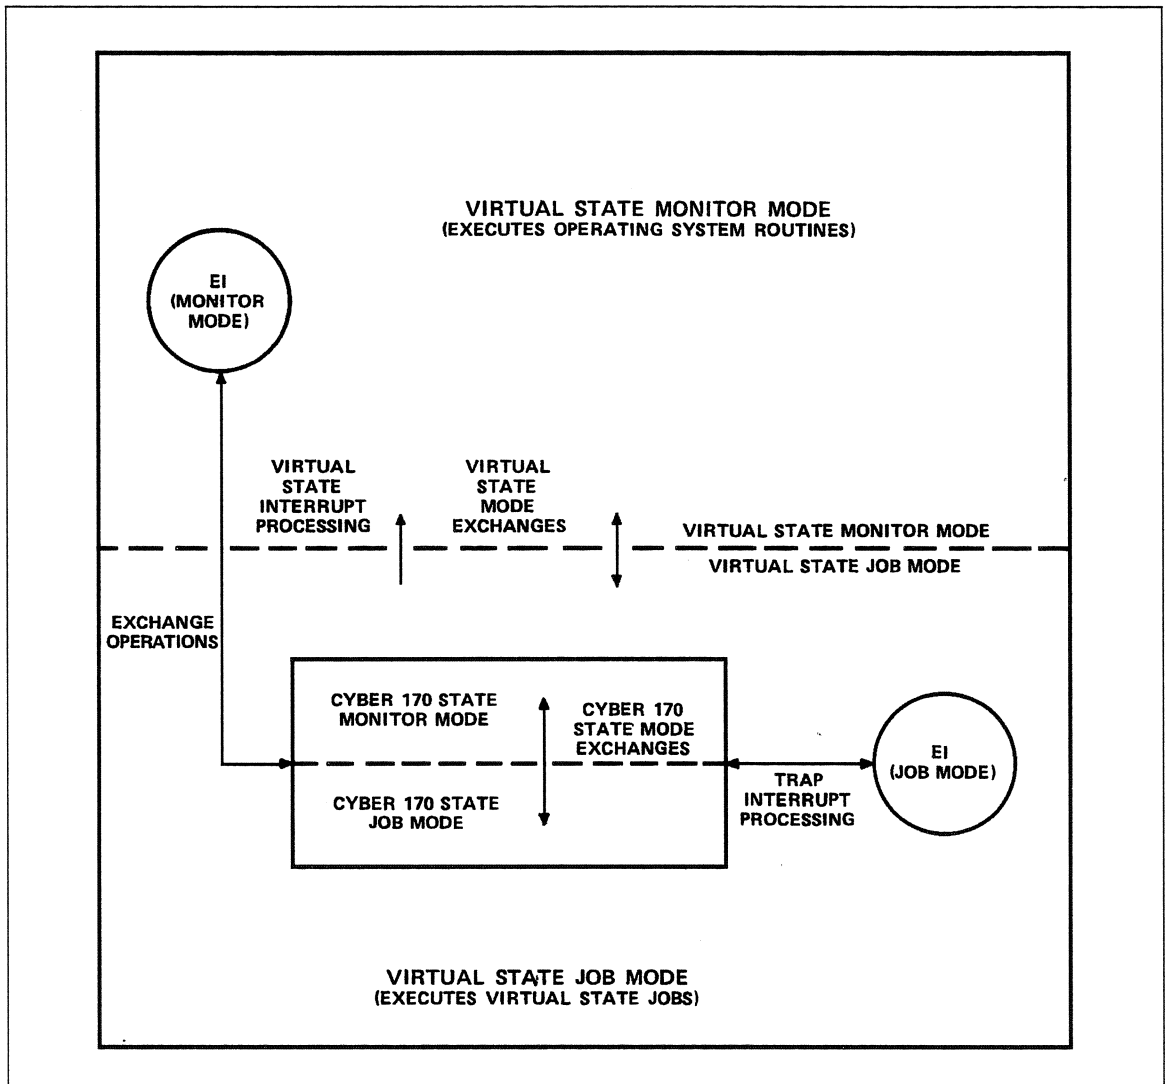 VIRTUAL STATE MONITOR MODE
(EXECUTES OPERATING SYSTEM ROUTINES)
EI
(MONITOR
MODE)
VIRTUAL
STATE
INTERRUPT
PROCESSING
VIRTUAL
STATE
MODE
EXCHANGES
VIRTUAL STATE MONITOR MODE
VIRTUAL STATE JOB MODE
EXCHANGE
OPERATIONS
CYBER 170 STATE
MONITOR MODE
CYBER 170
STATE MODE
EXCHANGES
CYBER 170 STATE
JOB MODE
TRAP
INTERRUPT
PROCESSING
EI
(JOB MODE)
VIRTUAL STATE JOB MODE
(EXECUTES VIRTUAL STATE JOBS)